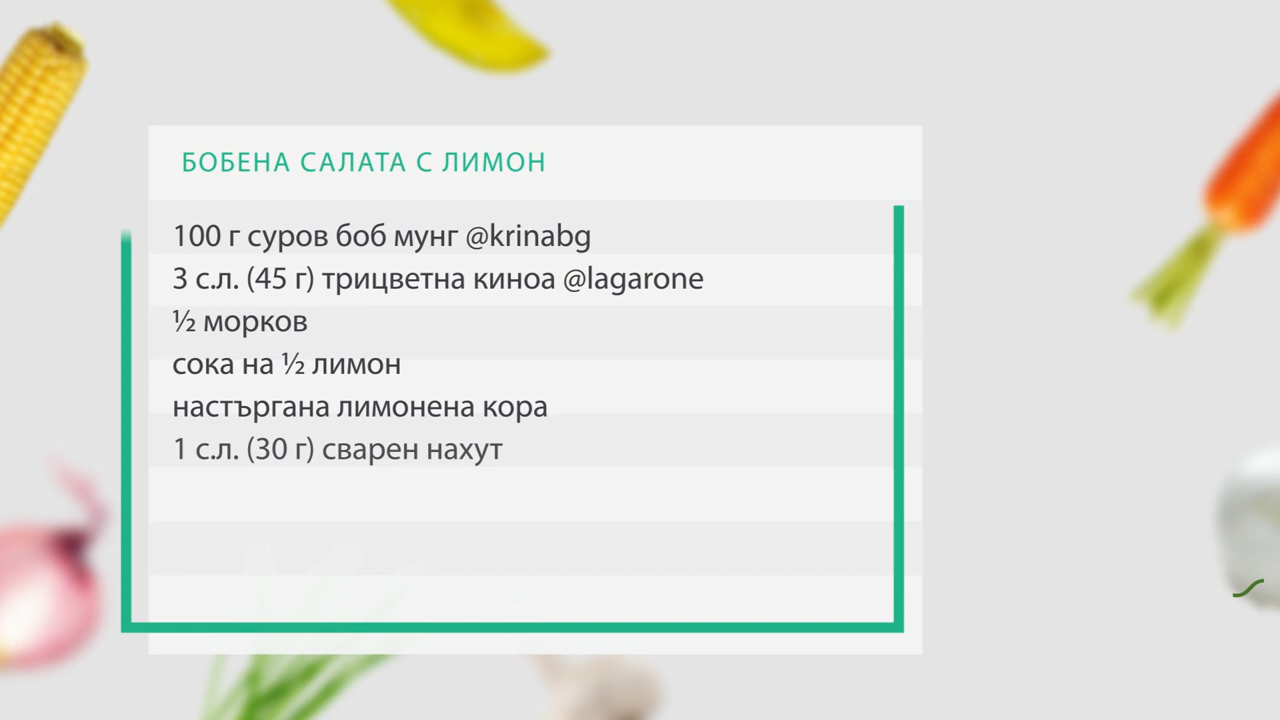 БОБЕНА САЛАТА С ЛИМОН
100 г суров боб мунг @krinabg
3 с.л. (45 г) трицветна киноа @lagarone
½ морков
сока на ½ лимон
настъргана лимонена кора
1 с.л. (30 г) сварен нахут